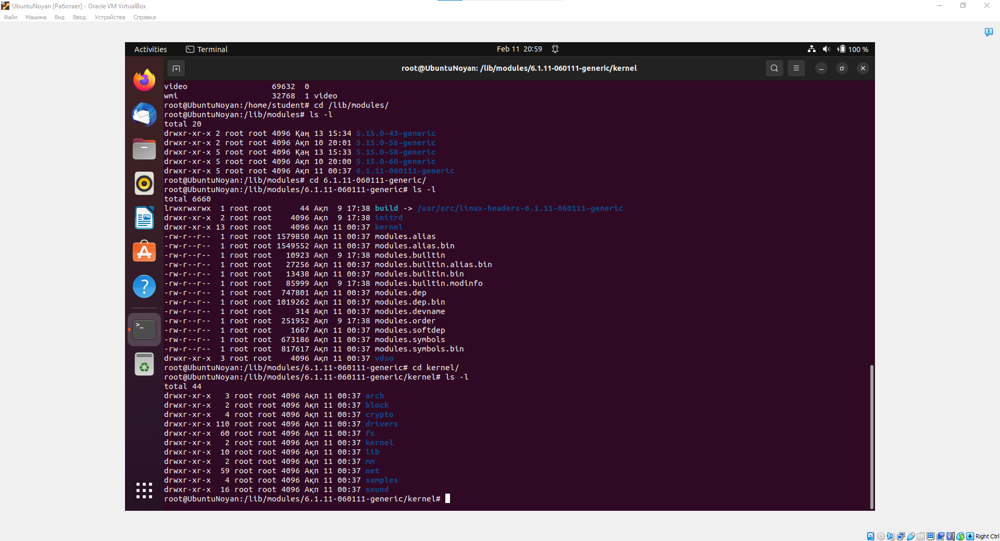 UbuntuNoyan [Работает] - Oracle VM VirtualBox
Файл Машина Вид Ввод Устройства Справка
Activities Terminal Feb 11 20:59 100 %
root@UbuntuNoyan: /lib/modules/6.1.11-060111-generic/kernel
video                  69632  0
wmi                    32768  1 video
root@UbuntuNoyan:/home/student# cd /lib/modules/
root@UbuntuNoyan:/lib/modules# ls -l
total 20
drwxr-xr-x 2 root root 4096 Қаң 13 15:34 5.15.0-43-generic
drwxr-xr-x 2 root root 4096 Ақп 10 20:01 5.15.0-56-generic
drwxr-xr-x 5 root root 4096 Қаң 13 15:33 5.15.0-58-generic
drwxr-xr-x 5 root root 4096 Ақп 10 20:00 5.15.0-60-generic
drwxr-xr-x 5 root root 4096 Ақп 11 00:37 6.1.11-060111-generic
root@UbuntuNoyan:/lib/modules# cd 6.1.11-060111-generic/
root@UbuntuNoyan:/lib/modules/6.1.11-060111-generic# ls -l
total 6660
lrwxrwxrwx  1 root root      44 Ақп  9 17:38 build -> /usr/src/linux-headers-6.1.11-060111-generic
drwxr-xr-x  2 root root    4096 Ақп  9 17:38 initrd
drwxr-xr-x 13 root root    4096 Ақп 11 00:37 kernel
-rw-r--r--  1 root root 1579850 Ақп 11 00:37 modules.alias
-rw-r--r--  1 root root 1549552 Ақп 11 00:37 modules.alias.bin
-rw-r--r--  1 root root   10923 Ақп  9 17:38 modules.builtin
-rw-r--r--  1 root root   27256 Ақп 11 00:37 modules.builtin.alias.bin
-rw-r--r--  1 root root   13438 Ақп 11 00:37 modules.builtin.bin
-rw-r--r--  1 root root   85999 Ақп  9 17:38 modules.builtin.modinfo
-rw-r--r--  1 root root  747801 Ақп 11 00:37 modules.dep
-rw-r--r--  1 root root 1019262 Ақп 11 00:37 modules.dep.bin
-rw-r--r--  1 root root     314 Ақп 11 00:37 modules.devname
-rw-r--r--  1 root root  251952 Ақп  9 17:38 modules.order
-rw-r--r--  1 root root    1667 Ақп 11 00:37 modules.softdep
-rw-r--r--  1 root root  673186 Ақп 11 00:37 modules.symbols
-rw-r--r--  1 root root  817617 Ақп 11 00:37 modules.symbols.bin
drwxr-xr-x  3 root root    4096 Ақп 11 00:37 vdso
root@UbuntuNoyan:/lib/modules/6.1.11-060111-generic# cd kernel/
root@UbuntuNoyan:/lib/modules/6.1.11-060111-generic/kernel# ls -l
total 44
drwxr-xr-x   3 root root 4096 Ақп 11 00:37 arch
drwxr-xr-x   2 root root 4096 Ақп 11 00:37 block
drwxr-xr-x   4 root root 4096 Ақп 11 00:37 crypto
drwxr-xr-x 110 root root 4096 Ақп 11 00:37 drivers
drwxr-xr-x  60 root root 4096 Ақп 11 00:37 fs
drwxr-xr-x   2 root root 4096 Ақп 11 00:37 kernel
drwxr-xr-x  10 root root 4096 Ақп 11 00:37 lib
drwxr-xr-x   2 root root 4096 Ақп 11 00:37 mm
drwxr-xr-x  59 root root 4096 Ақп 11 00:37 net
drwxr-xr-x   4 root root 4096 Ақп 11 00:37 samples
drwxr-xr-x  16 root root 4096 Ақп 11 00:37 sound
root@UbuntuNoyan:/lib/modules/6.1.11-060111-generic/kernel#
Right Ctrl